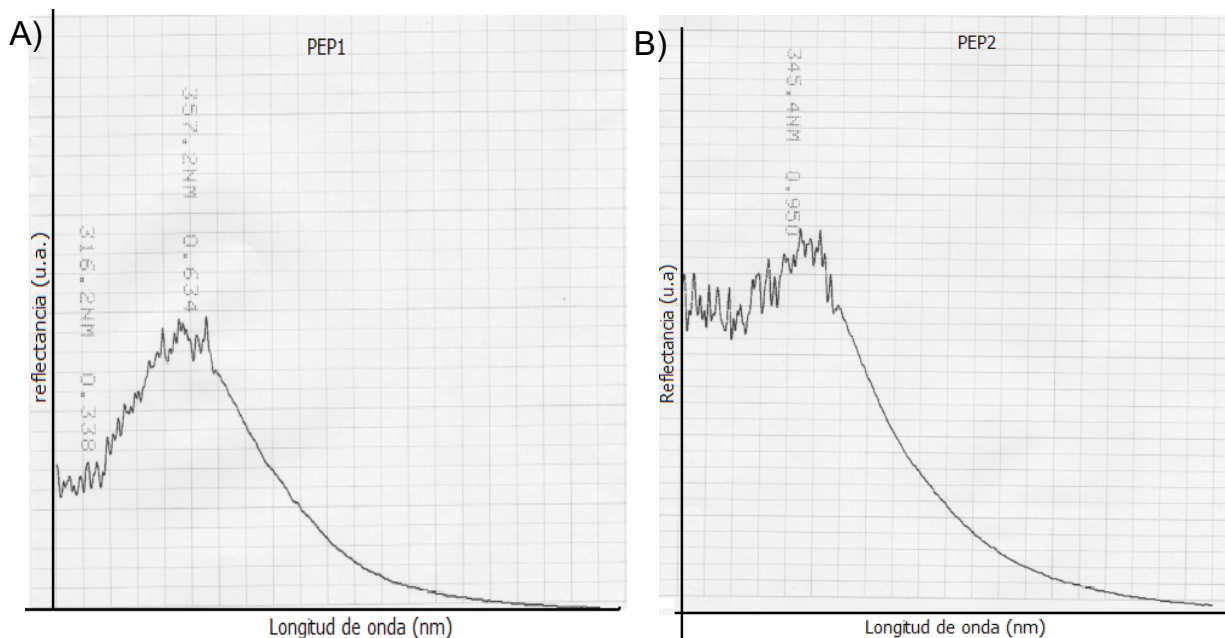 A)
PEP1
357.2NM 0.634
316.2NM 0.338
reflectancia (u.a.)
Longitud de onda (nm)
B)
PEP2
345.4NM 0.950
Reflectancia (u.a)
Longitud de onda (nm)